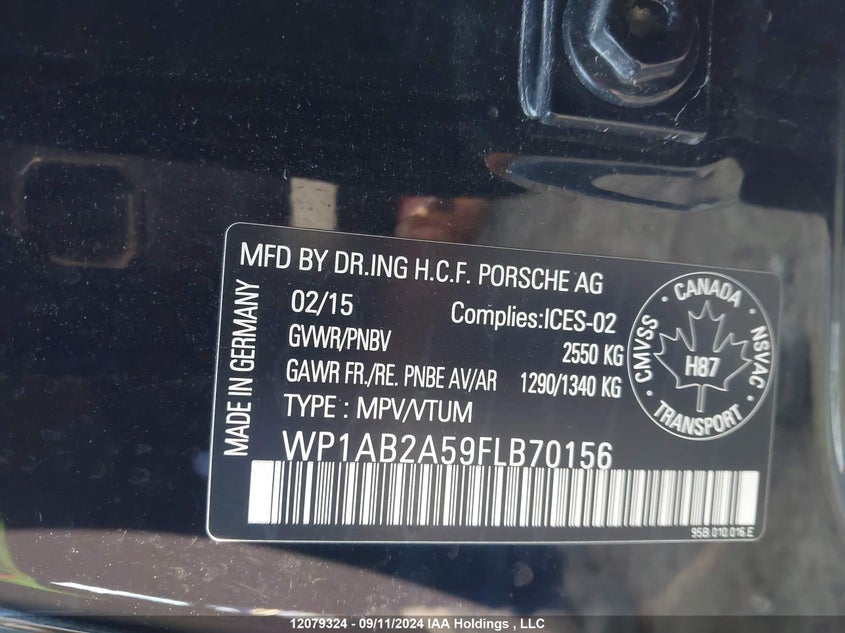 MFD BY DR.ING H.C.F. PORSCHE AG
02/15 Complies:ICES-02
GVWR/PNBV 2550 KG
GAWR FR./RE. PNBE AV/AR 1290/1340 KG
TYPE : MPV/VTUM
WP1AB2A59FLB70156
MADE IN GERMANY
CANADA
CMVSS
NSVAC
H87
TRANSPORT
95B.010.016.E
12079324 - 09/11/2024 IAA Holdings , LLC